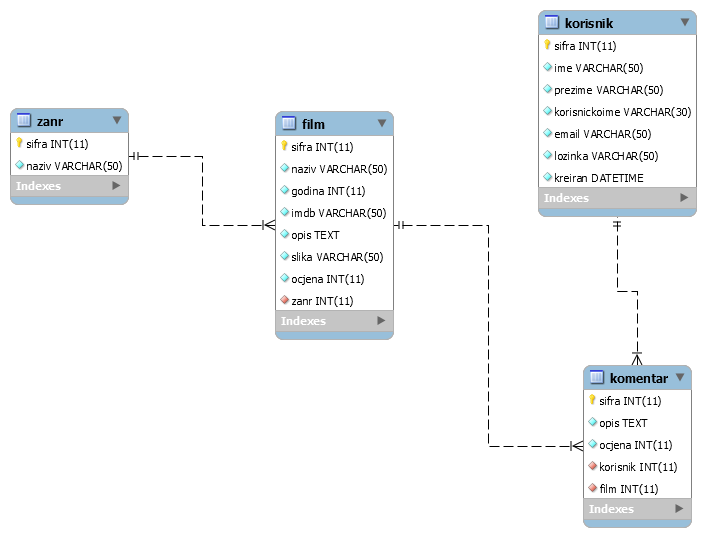 zanr
sifra INT(11)
naziv VARCHAR(50)
Indexes
film
sifra INT(11)
naziv VARCHAR(50)
godina INT(11)
imdb VARCHAR(50)
opis TEXT
slika VARCHAR(50)
ocjena INT(11)
zanr INT(11)
Indexes
korisnik
sifra INT(11)
ime VARCHAR(50)
prezime VARCHAR(50)
korisnickoime VARCHAR(30)
email VARCHAR(50)
lozinka VARCHAR(50)
kreiran DATETIME
Indexes
komentar
sifra INT(11)
opis TEXT
ocjena INT(11)
korisnik INT(11)
film INT(11)
Indexes